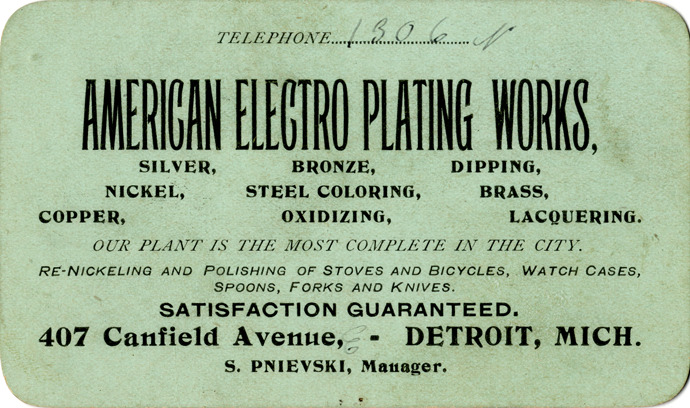 TELEPHONE 1306 N
AMERICAN ELECTRO PLATING WORKS,
SILVER, BRONZE, DIPPING,
NICKEL, STEEL COLORING, BRASS,
COPPER, OXIDIZING, LACQUERING.
OUR PLANT IS THE MOST COMPLETE IN THE CITY.
RE-NICKELING AND POLISHING OF STOVES AND BICYCLES, WATCH CASES,
SPOONS, FORKS AND KNIVES.
SATISFACTION GUARANTEED.
407 Canfield Avenue, - DETROIT, MICH.
S. PNIEVSKI, Manager.